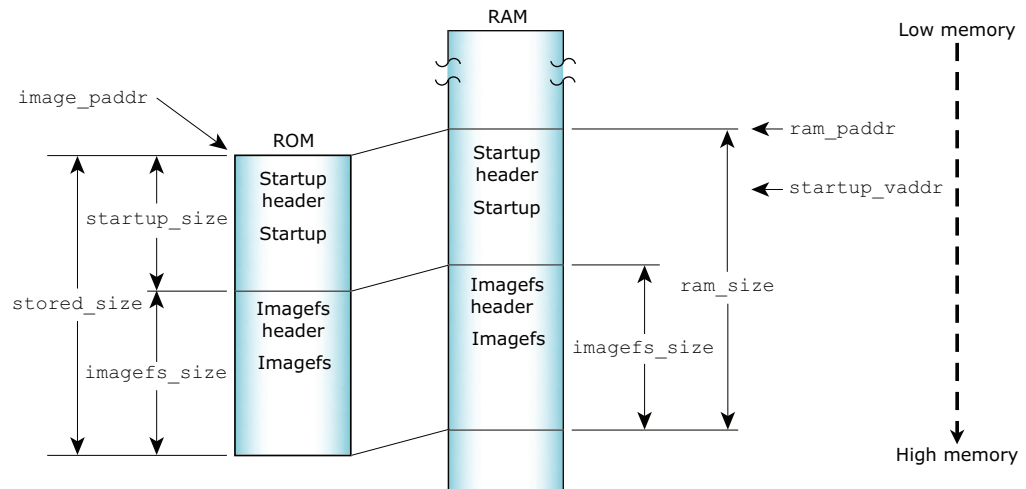 RAM
Low memory
image_paddr
ROM
ram_paddr
Startup
header
Startup
Startup
header
Startup
startup_vaddr
startup_size
stored_size
Imagefs
header
Imagefs
Imagefs
header
Imagefs
ram_size
imagefs_size
imagefs_size
High memory